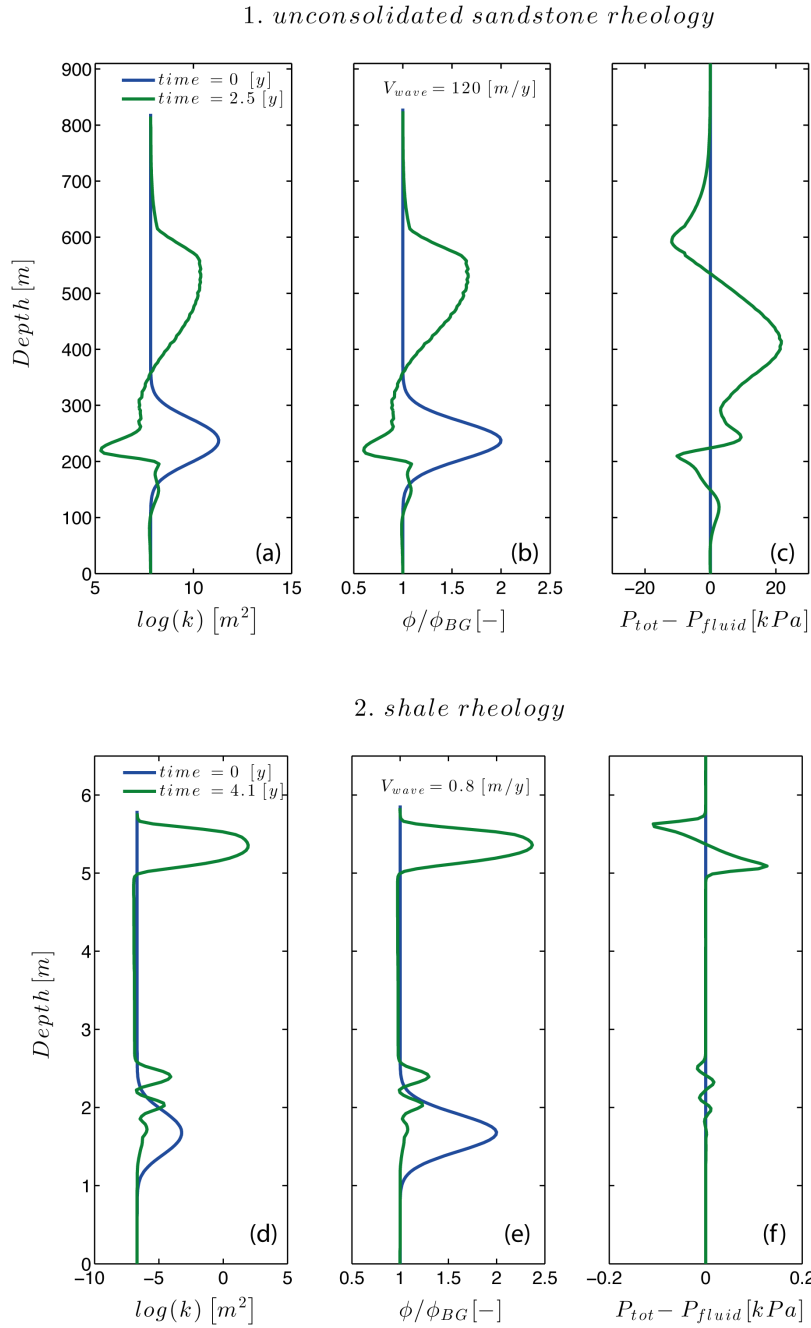 1. unconsolidated sandstone rheology
900
800
700
600
500
400
300
200
100
0
Depth [m]
time = 0 [y]
time = 2.5 [y]
(a)
5 10 15
log(k) [m²]
V_wave = 120 [m/y]
(b)
0.5 1 1.5 2 2.5
ϕ/ϕ_BG [−]
(c)
−20 0 20
P_tot − P_fluid [kPa]
2. shale rheology
6
5
4
3
2
1
0
Depth [m]
time = 0 [y]
time = 4.1 [y]
(d)
−10 −5 0 5
log(k) [m²]
V_wave = 0.8 [m/y]
(e)
0.5 1 1.5 2 2.5
ϕ/ϕ_BG [−]
(f)
−0.2 0 0.2
P_tot − P_fluid [kPa]